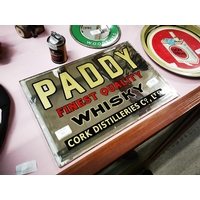 PADDY
FINEST QUALITY
WHISKY
CORK DISTILLERIES Co. LTD